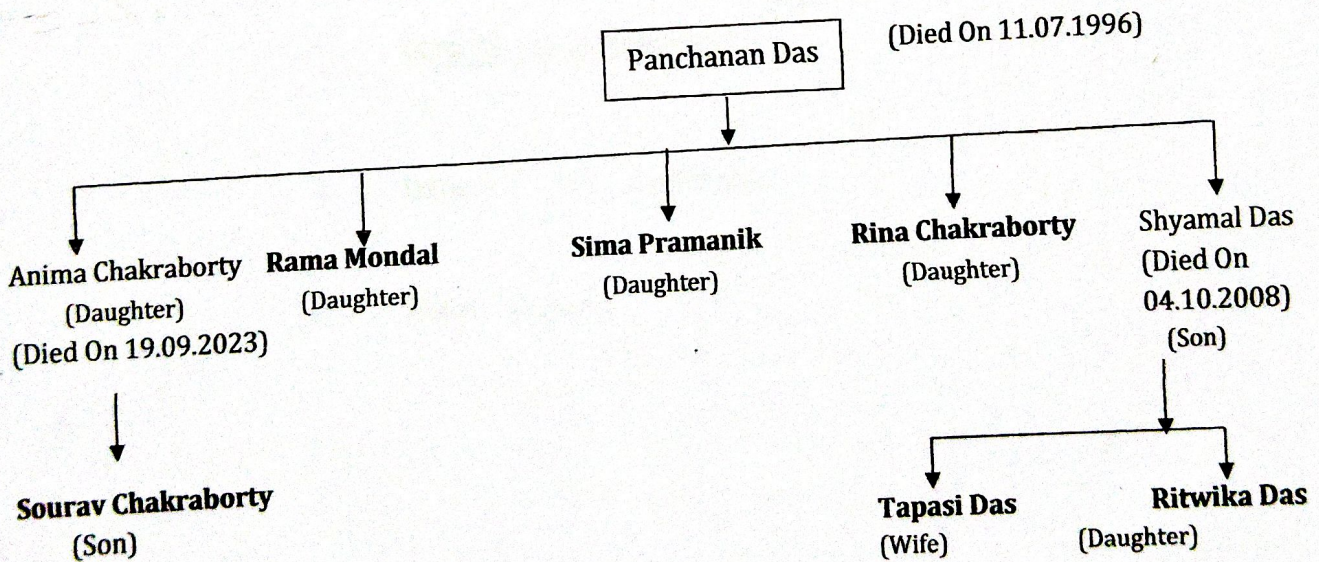 Panchanan Das
(Died On 11.07.1996)
Anima Chakraborty
(Daughter)
(Died On 19.09.2023)
Rama Mondal
(Daughter)
Sima Pramanik
(Daughter)
Rina Chakraborty
(Daughter)
Shyamal Das
(Died On
04.10.2008)
(Son)
Sourav Chakraborty
(Son)
Tapasi Das
(Wife)
Ritwika Das
(Daughter)